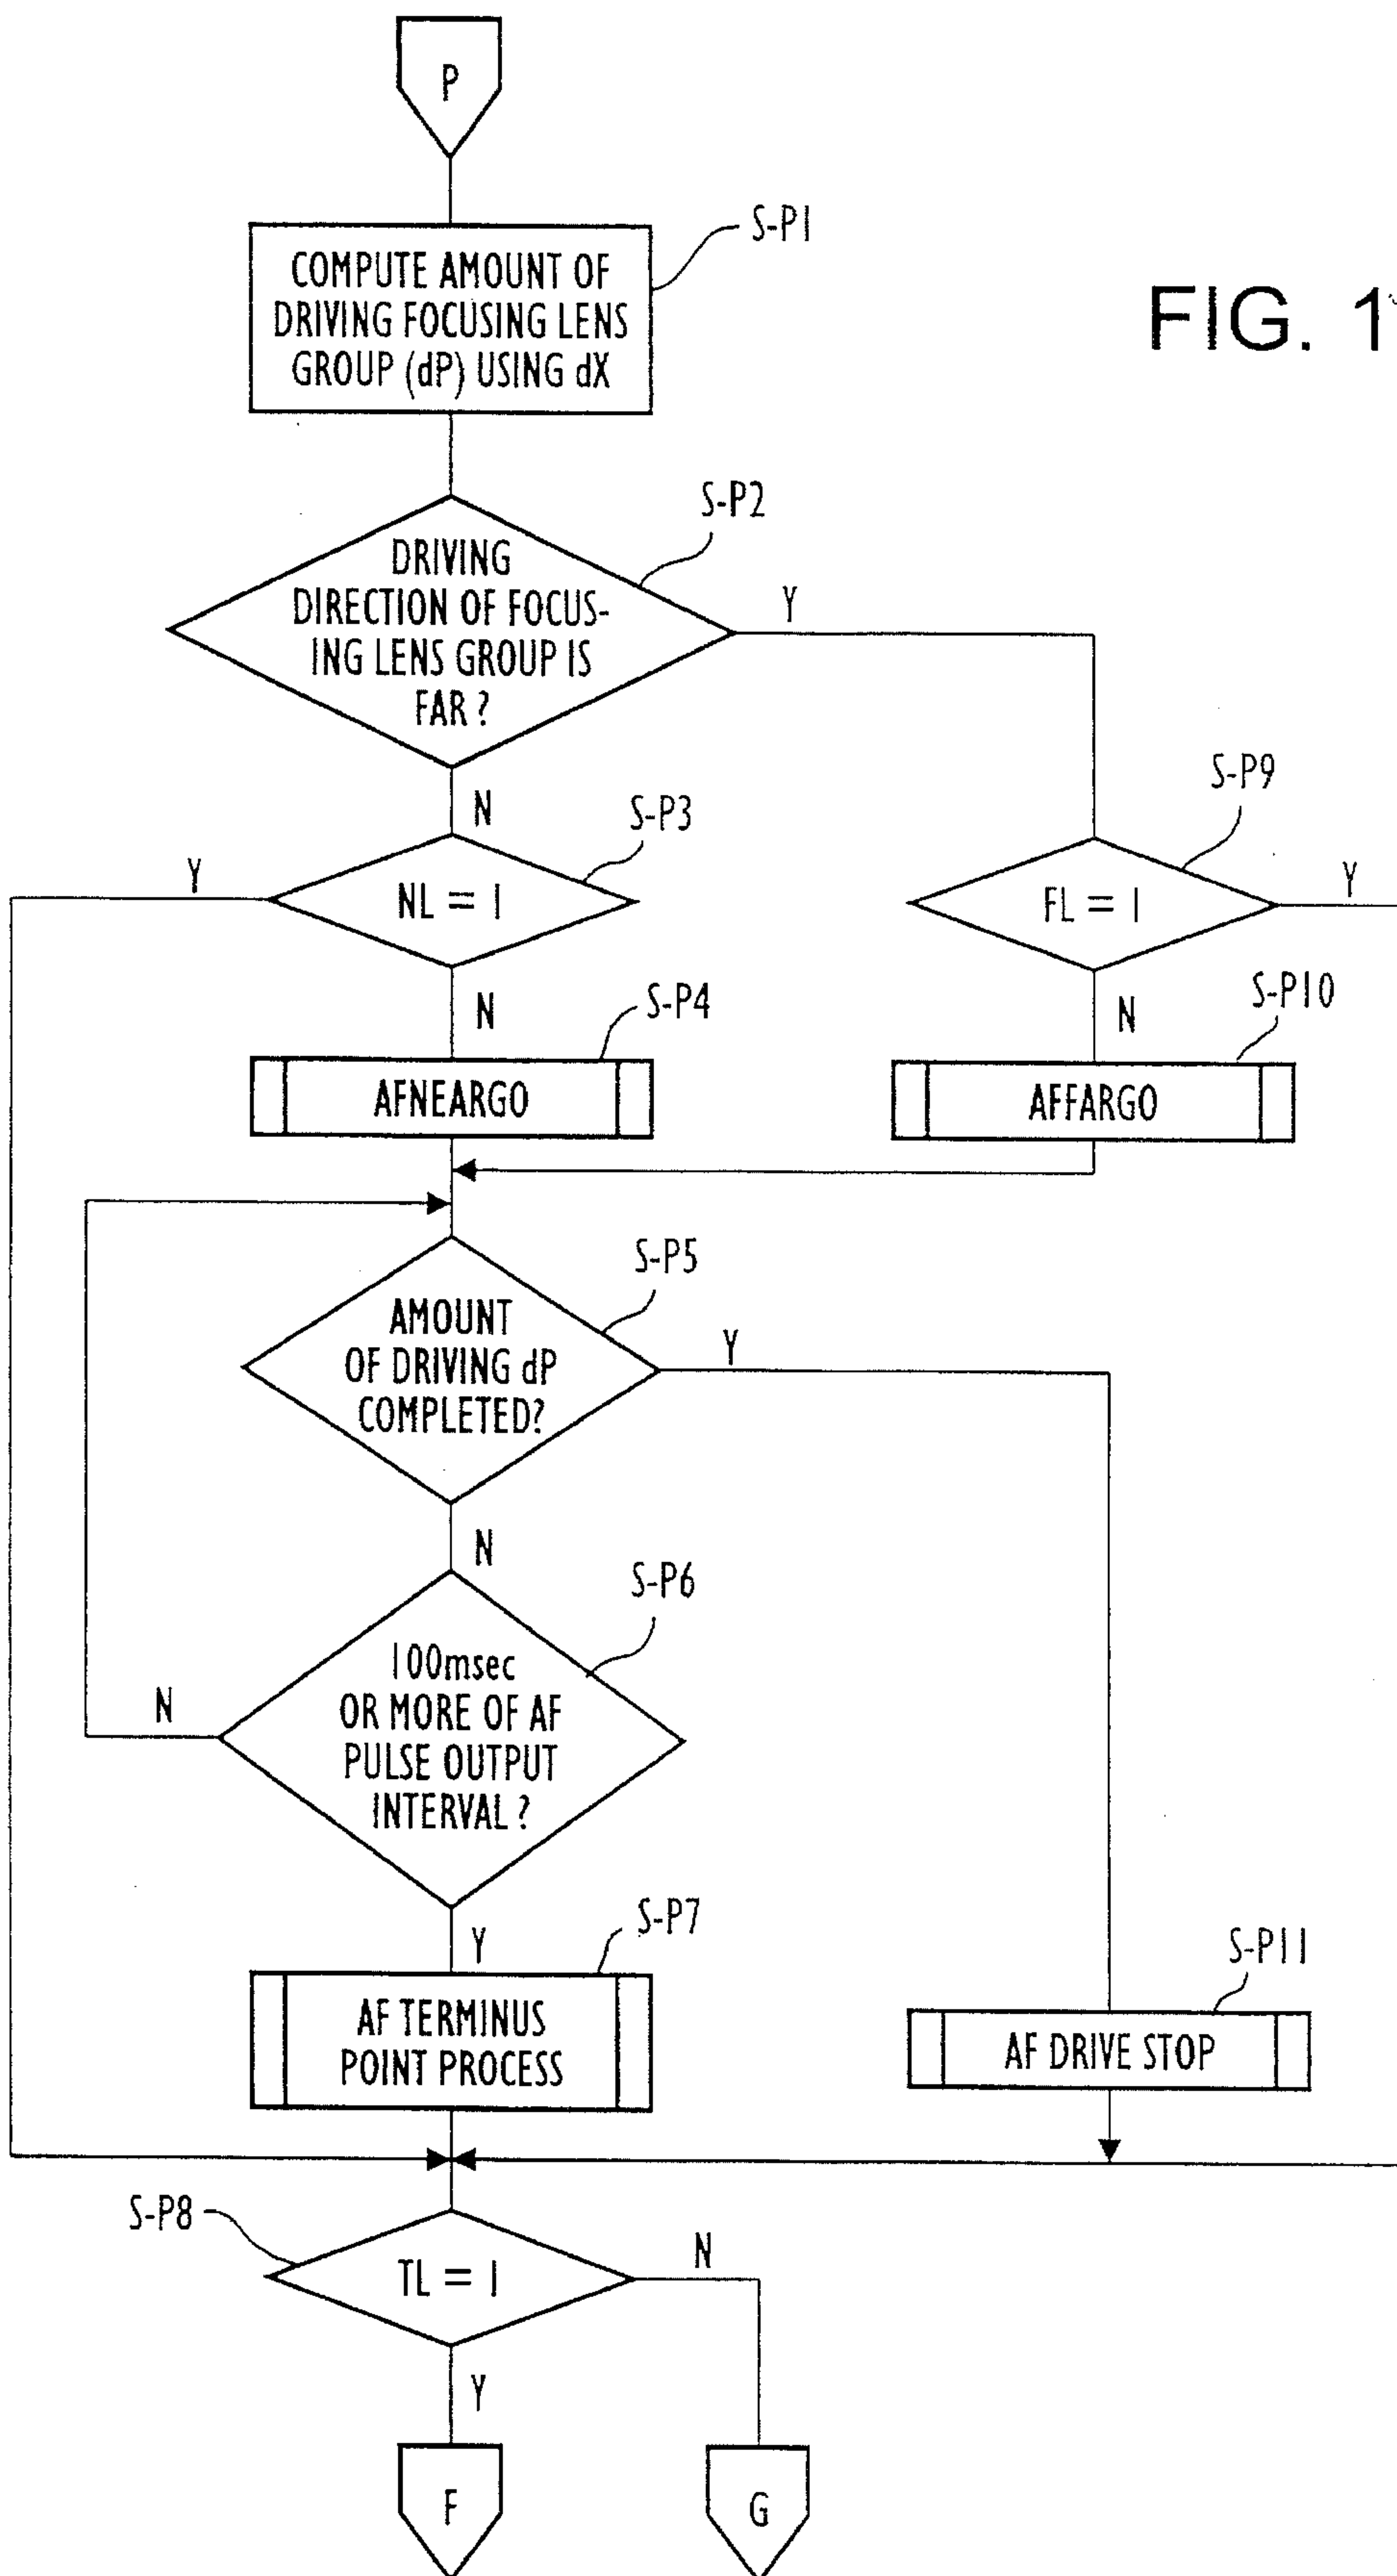 P
S-P1
COMPUTE AMOUNT OF
DRIVING FOCUSING LENS
GROUP (dP) USING dX
FIG. 1
S-P2
DRIVING
DIRECTION OF FOCUS-
ING LENS GROUP IS
FAR ?
Y
N
S-P3
S-P9
Y
NL = 1
FL = 1
Y
N
S-P4
N
S-P10
AFNEARGO
AFFARGO
S-P5
AMOUNT
OF DRIVING dP
COMPLETED?
Y
N
S-P6
100msec
OR MORE OF AF
PULSE OUTPUT
INTERVAL ?
N
Y
S-P7
AF TERMINUS
POINT PROCESS
S-P11
AF DRIVE STOP
S-P8
TL = 1
N
Y
F
G